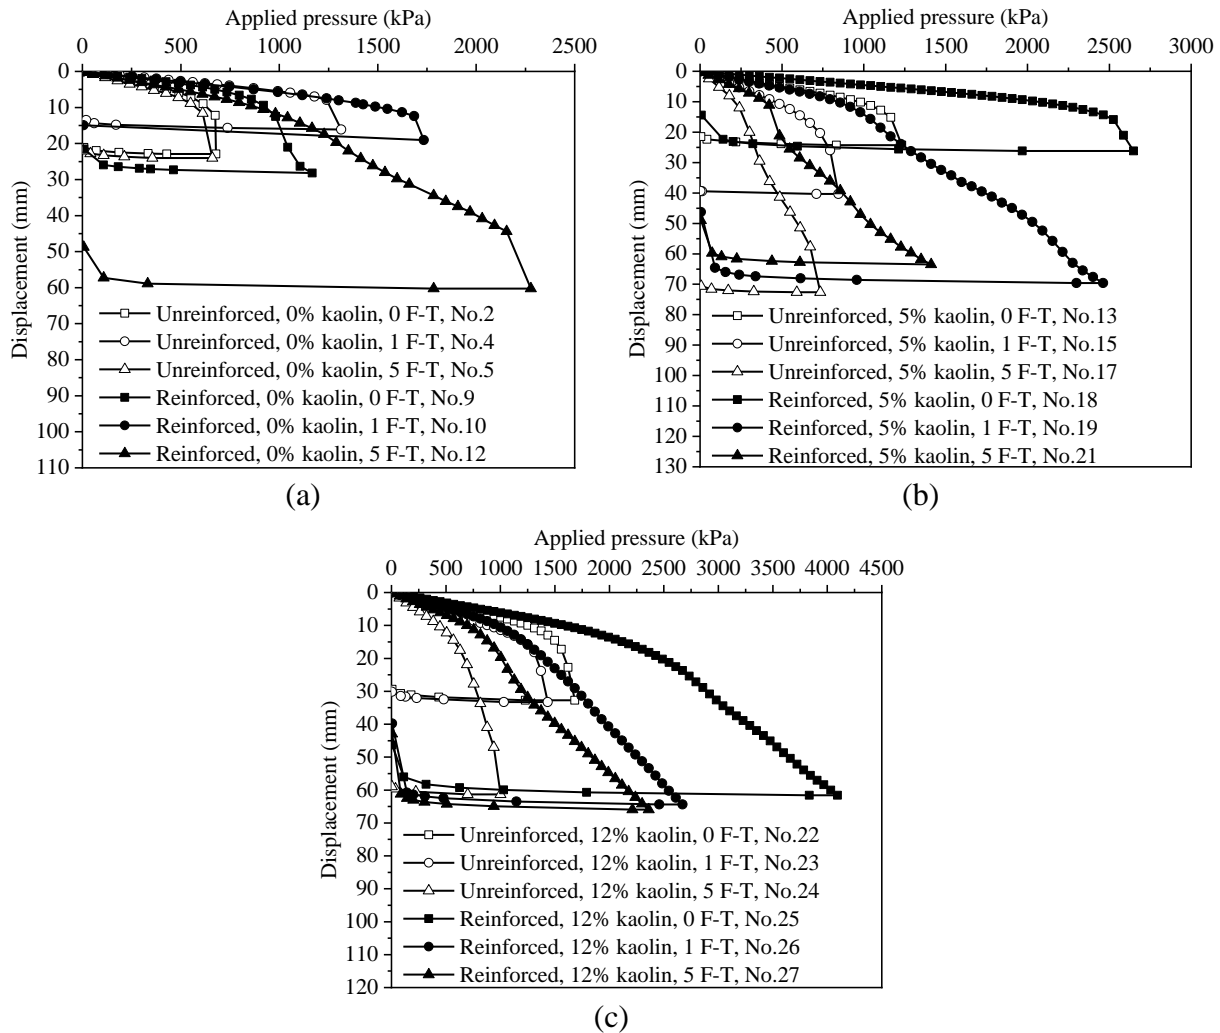 Applied pressure (kPa)
0 500 1000 1500 2000 2500
0
10
20
30
40
50
60
70
80
90
100
110
Displacement (mm)
Unreinforced, 0% kaolin, 0 F-T, No.2
Unreinforced, 0% kaolin, 1 F-T, No.4
Unreinforced, 0% kaolin, 5 F-T, No.5
Reinforced, 0% kaolin, 0 F-T, No.9
Reinforced, 0% kaolin, 1 F-T, No.10
Reinforced, 0% kaolin, 5 F-T, No.12
(a)
Applied pressure (kPa)
0 500 1000 1500 2000 2500 3000
0
10
20
30
40
50
60
70
80
90
100
110
120
130
Displacement (mm)
Unreinforced, 5% kaolin, 0 F-T, No.13
Unreinforced, 5% kaolin, 1 F-T, No.15
Unreinforced, 5% kaolin, 5 F-T, No.17
Reinforced, 5% kaolin, 0 F-T, No.18
Reinforced, 5% kaolin, 1 F-T, No.19
Reinforced, 5% kaolin, 5 F-T, No.21
(b)
Applied pressure (kPa)
0 500 1000 1500 2000 2500 3000 3500 4000 4500
0
10
20
30
40
50
60
70
80
90
100
110
120
Displacement (mm)
Unreinforced, 12% kaolin, 0 F-T, No.22
Unreinforced, 12% kaolin, 1 F-T, No.23
Unreinforced, 12% kaolin, 5 F-T, No.24
Reinforced, 12% kaolin, 0 F-T, No.25
Reinforced, 12% kaolin, 1 F-T, No.26
Reinforced, 12% kaolin, 5 F-T, No.27
(c)